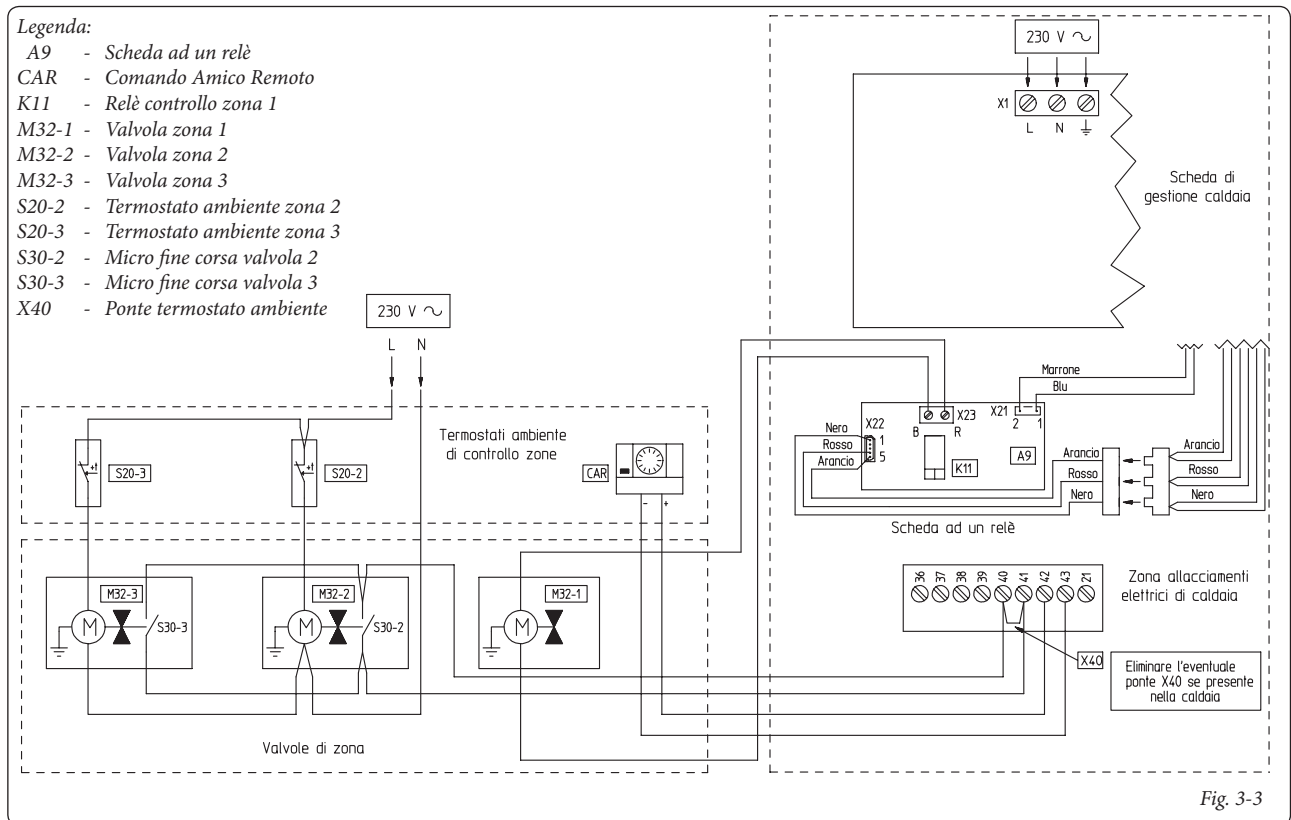 Legenda:
A9 - Scheda ad un relè
CAR - Comando Amico Remoto
K11 - Relè controllo zona 1
M32-1 - Valvola zona 1
M32-2 - Valvola zona 2
M32-3 - Valvola zona 3
S20-2 - Termostato ambiente zona 2
S20-3 - Termostato ambiente zona 3
S30-2 - Micro fine corsa valvola 2
S30-3 - Micro fine corsa valvola 3
X40 - Ponte termostato ambiente
230 V ~
L N
230 V ~
X1
L N
Scheda di
gestione caldaia
Marrone
Blu
X23
X21
2 1
B R
X22
1
5
Nero
Rosso
Arancio
K11
A9
Arancio
Rosso
Nero
Arancio
Rosso
Nero
Scheda ad un relè
Termostati ambiente
di controllo zone
S20-3
+t
S20-2
+t
CAR
- +
M32-3
M
S30-3
M32-2
M
S30-2
M32-1
M
Valvole di zona
36 37 38 39 40 41 42 43 21
Zona allacciamenti
elettrici di caldaia
X40
Eliminare l'eventuale
ponte X40 se presente
nella caldaia
Fig. 3-3